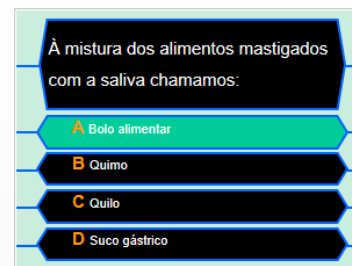 À mistura dos alimentos mastigados
com a saliva chamamos:
A Bolo alimentar
B Quimo
C Quilo
D Suco gástrico